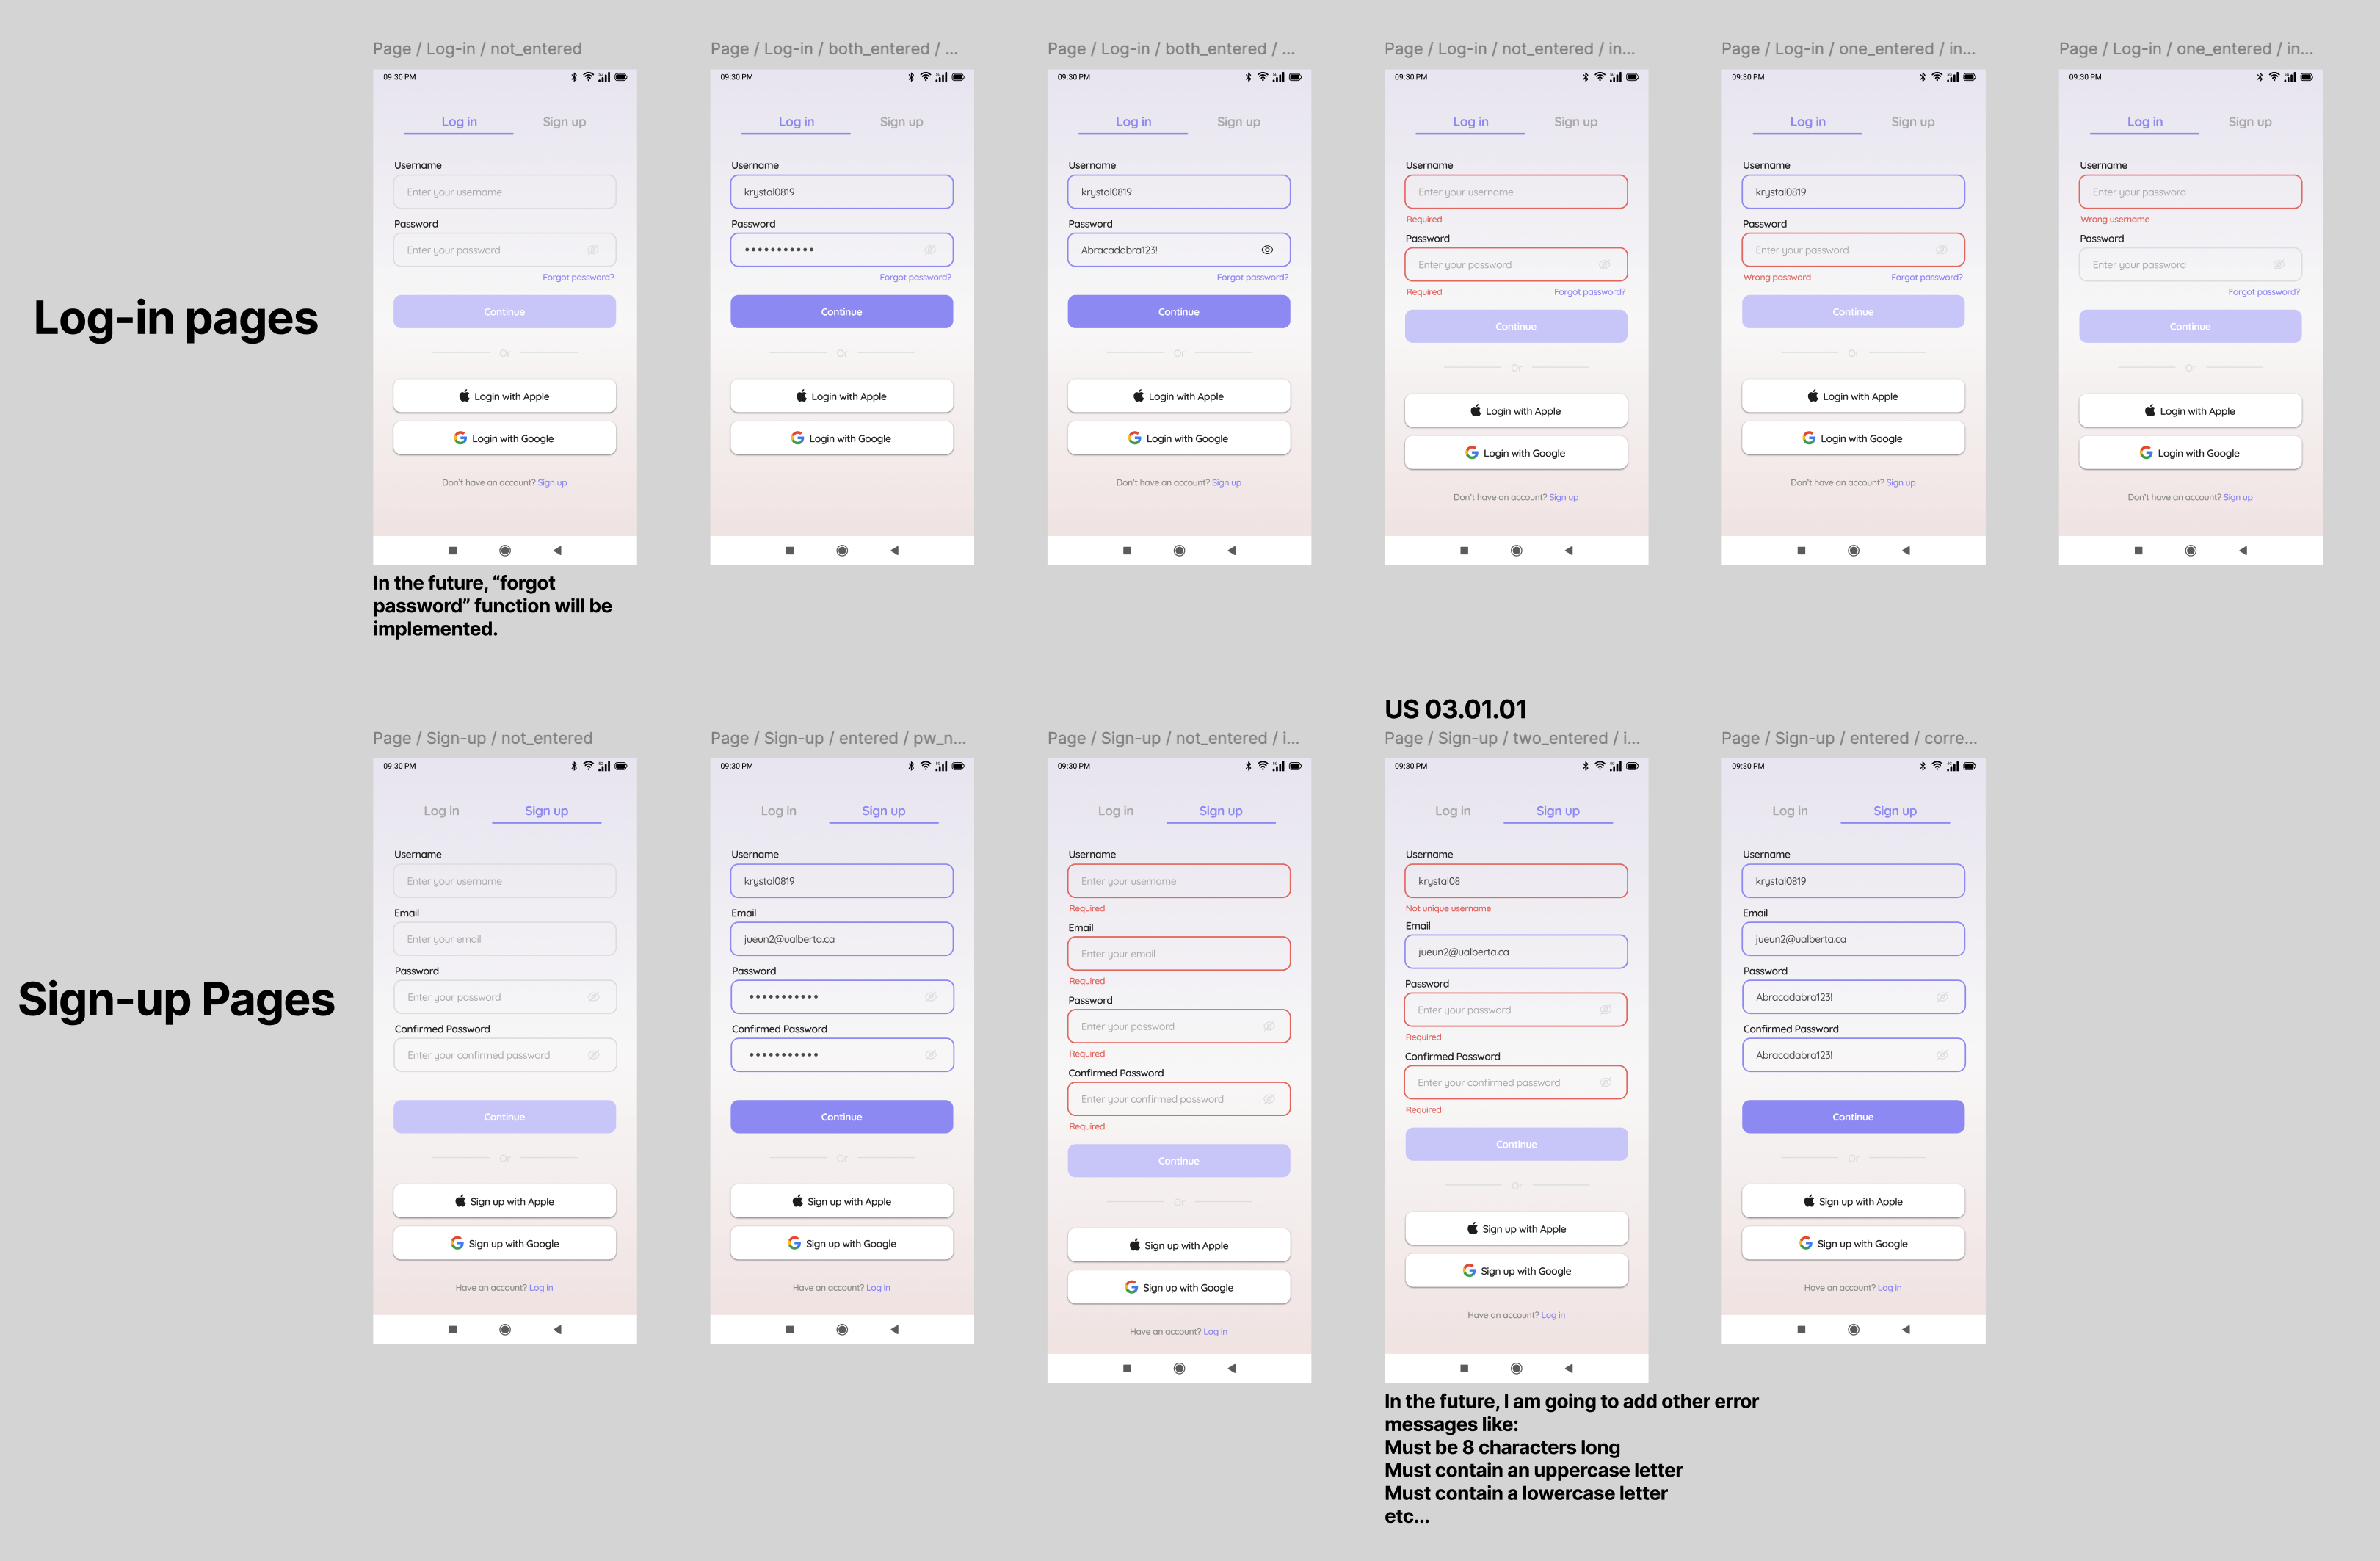 Page / Log-in / not_entered
Page / Log-in / both_entered / ...
Page / Log-in / both_entered / ...
Page / Log-in / not_entered / in...
Page / Log-in / one_entered / in...
Page / Log-in / one_entered / in...
Log-in pages
09:30 PM
Log in
Sign up
Username
Enter your username
Password
Enter your password
Forgot password?
Continue
Or
Login with Apple
Login with Google
Don't have an account? Sign up
In the future, “forgot
password” function will be
implemented.
09:30 PM
Log in
Sign up
Username
krystal0819
Password
•••••••••••
Forgot password?
Continue
Or
Login with Apple
Login with Google
09:30 PM
Log in
Sign up
Username
krystal0819
Password
Abracadabra123!
Forgot password?
Continue
Or
Login with Apple
Login with Google
Don't have an account? Sign up
09:30 PM
Log in
Sign up
Username
Enter your username
Required
Password
Enter your password
Required
Forgot password?
Continue
Or
Login with Apple
Login with Google
Don't have an account? Sign up
09:30 PM
Log in
Sign up
Username
krystal0819
Password
Enter your password
Wrong password
Forgot password?
Continue
Or
Login with Apple
Login with Google
Don't have an account? Sign up
09:30 PM
Log in
Sign up
Username
Enter your password
Wrong username
Password
Enter your password
Forgot password?
Continue
Or
Login with Apple
Login with Google
Don't have an account? Sign up
US 03.01.01
Page / Sign-up / not_entered
Page / Sign-up / entered / pw_n...
Page / Sign-up / not_entered / i...
Page / Sign-up / two_entered / i...
Page / Sign-up / entered / corre...
Sign-up Pages
09:30 PM
Log in
Sign up
Username
Enter your username
Email
Enter your email
Password
Enter your password
Confirmed Password
Enter your confirmed password
Continue
Or
Sign up with Apple
Sign up with Google
Have an account? Log in
09:30 PM
Log in
Sign up
Username
krystal0819
Email
jueun2@ualberta.ca
Password
•••••••••••
Confirmed Password
•••••••••••
Continue
Or
Sign up with Apple
Sign up with Google
Have an account? Log in
09:30 PM
Log in
Sign up
Username
Enter your username
Required
Email
Enter your email
Required
Password
Enter your password
Required
Confirmed Password
Enter your confirmed password
Required
Continue
Or
Sign up with Apple
Sign up with Google
Have an account? Log in
09:30 PM
Log in
Sign up
Username
krystal08
Not unique username
Email
jueun2@ualberta.ca
Password
Enter your password
Required
Confirmed Password
Enter your confirmed password
Required
Continue
Or
Sign up with Apple
Sign up with Google
Have an account? Log in
In the future, I am going to add other error
messages like:
Must be 8 characters long
Must contain an uppercase letter
Must contain a lowercase letter
etc...
09:30 PM
Log in
Sign up
Username
krystal0819
Email
jueun2@ualberta.ca
Password
Abracadabra123!
Confirmed Password
Abracadabra123!
Continue
Or
Sign up with Apple
Sign up with Google
Have an account? Log in